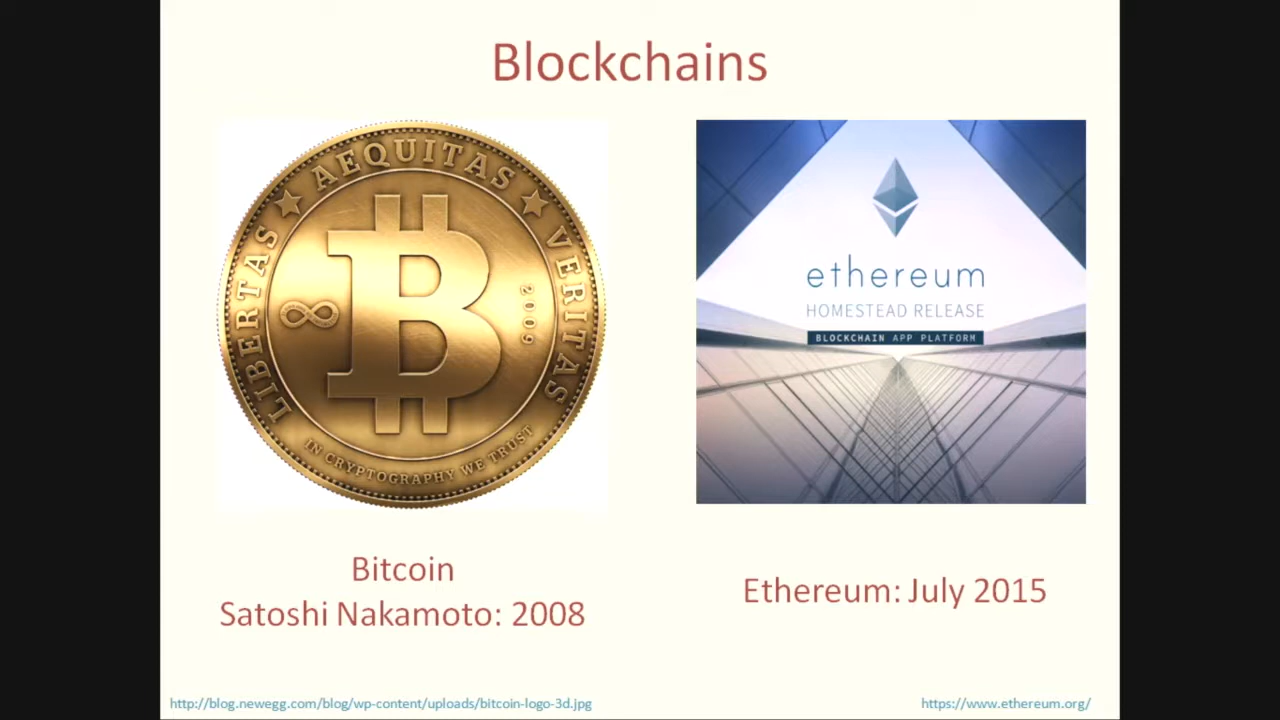 Blockchains
LIBERTAS ★ AEQUITAS ★ VERITAS
2009
IN CRYPTOGRAPHY WE TRUST
ethereum
HOMESTEAD RELEASE
BLOCKCHAIN APP PLATFORM
Bitcoin
Satoshi Nakamoto: 2008
Ethereum: July 2015
http://blog.newegg.com/blog/wp-content/uploads/bitcoin-logo-3d.jpg
https://www.ethereum.org/